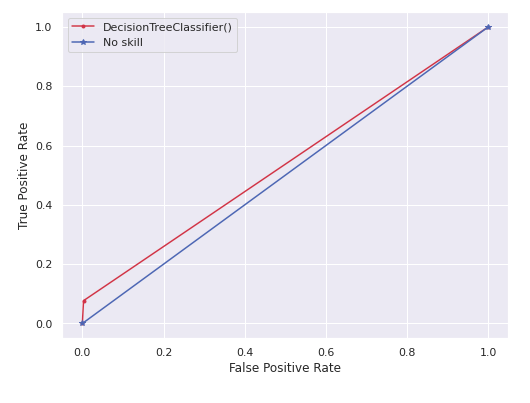 DecisionTreeClassifier()
No skill
True Positive Rate
1.0
0.8
0.6
0.4
0.2
0.0
0.0 0.2 0.4 0.6 0.8 1.0
False Positive Rate